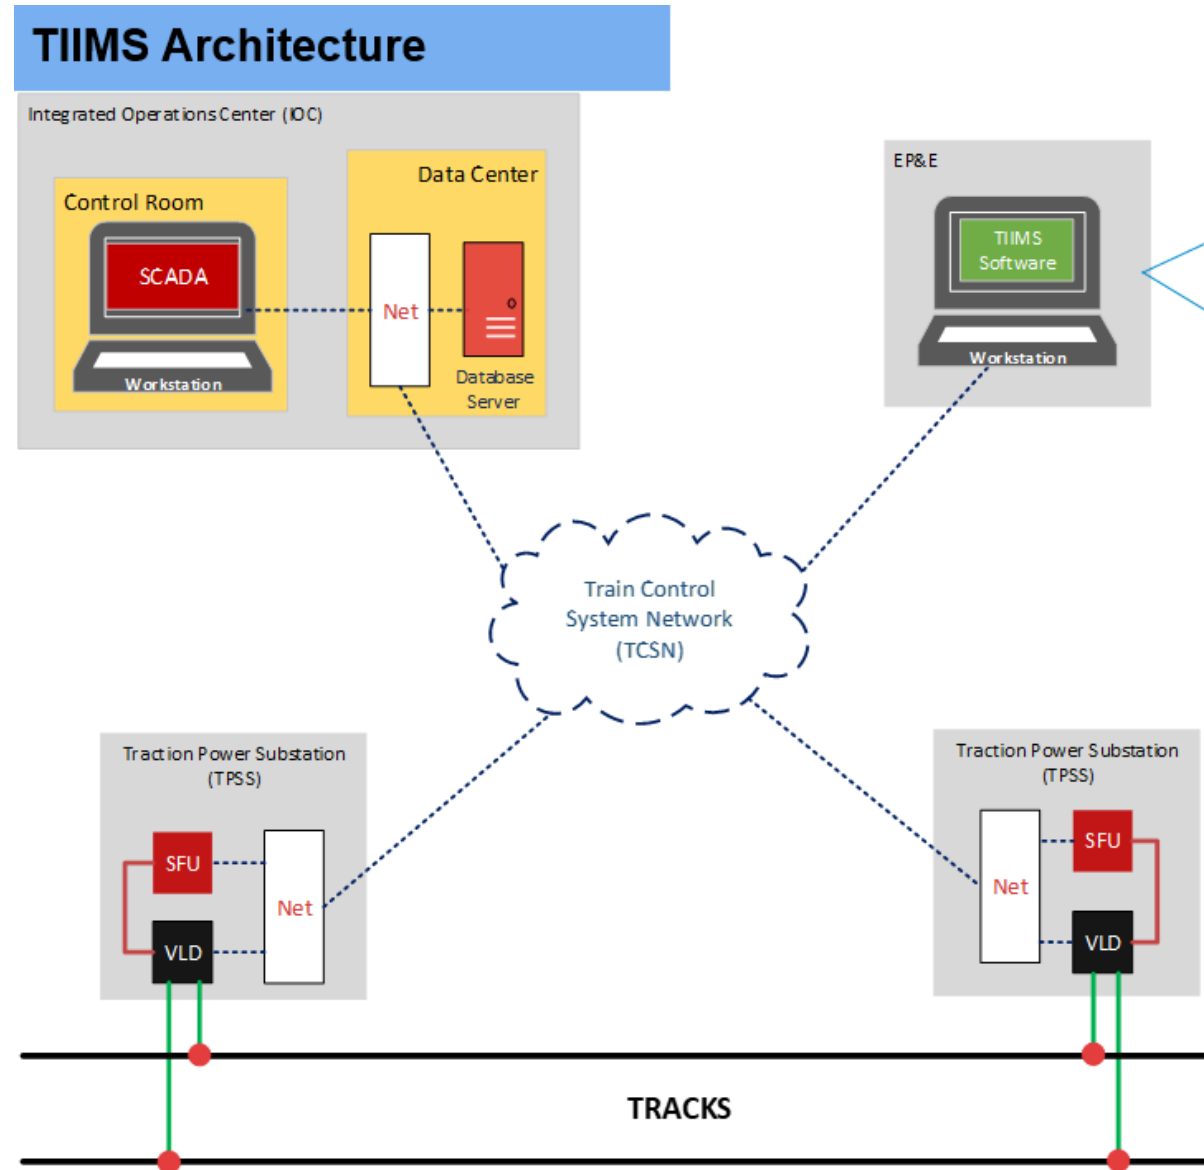 TIIMS Architecture
Integrated Operations Center (IOC)
Control Room
SCADA
Workstation
Data Center
Net
Database
Server
EP&E
TIIMS
Software
Workstation
Train Control
System Network
(TCSN)
Traction Power Substation
(TPSS)
SFU
VLD
Net
Traction Power Substation
(TPSS)
Net
SFU
VLD
TRACKS